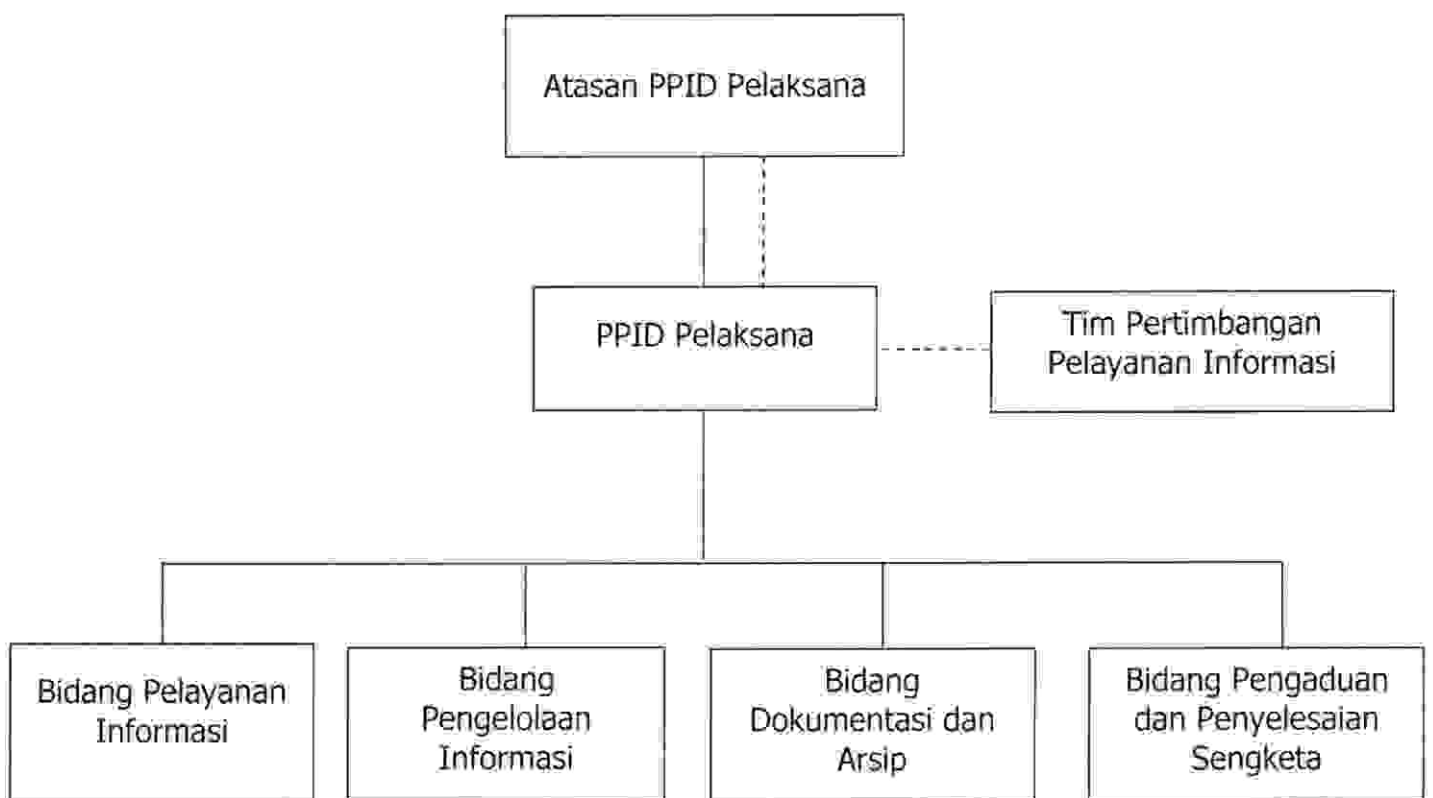 Atasan PPID Pelaksana
PPID Pelaksana
Tim Pertimbangan
Pelayanan Informasi
Bidang Pelayanan
Informasi
Bidang
Pengelolaan
Informasi
Bidang
Dokumentasi dan
Arsip
Bidang Pengaduan
dan Penyelesaian
Sengketa